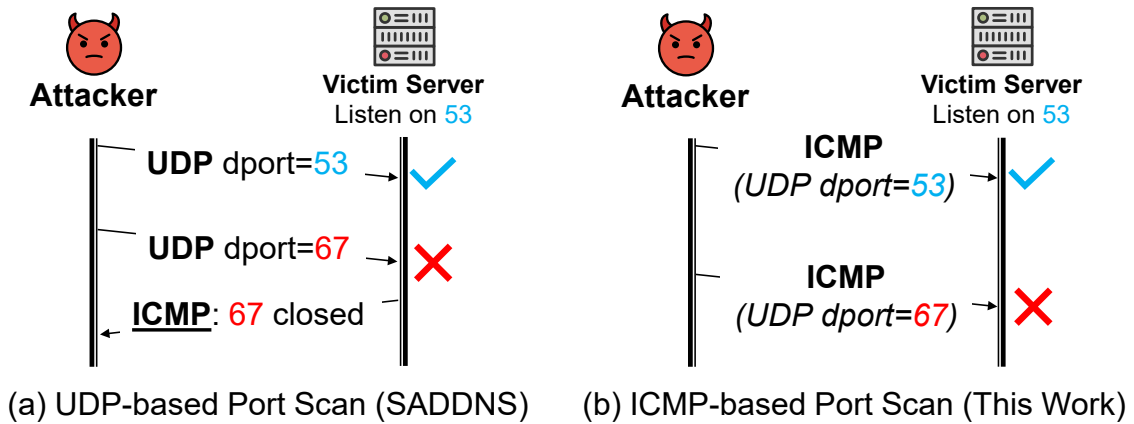 Attacker
Victim Server
Listen on 53
UDP dport=53
UDP dport=67
ICMP: 67 closed
(a) UDP-based Port Scan (SADDNS)
Attacker
Victim Server
Listen on 53
ICMP
(UDP dport=53)
ICMP
(UDP dport=67)
(b) ICMP-based Port Scan (This Work)